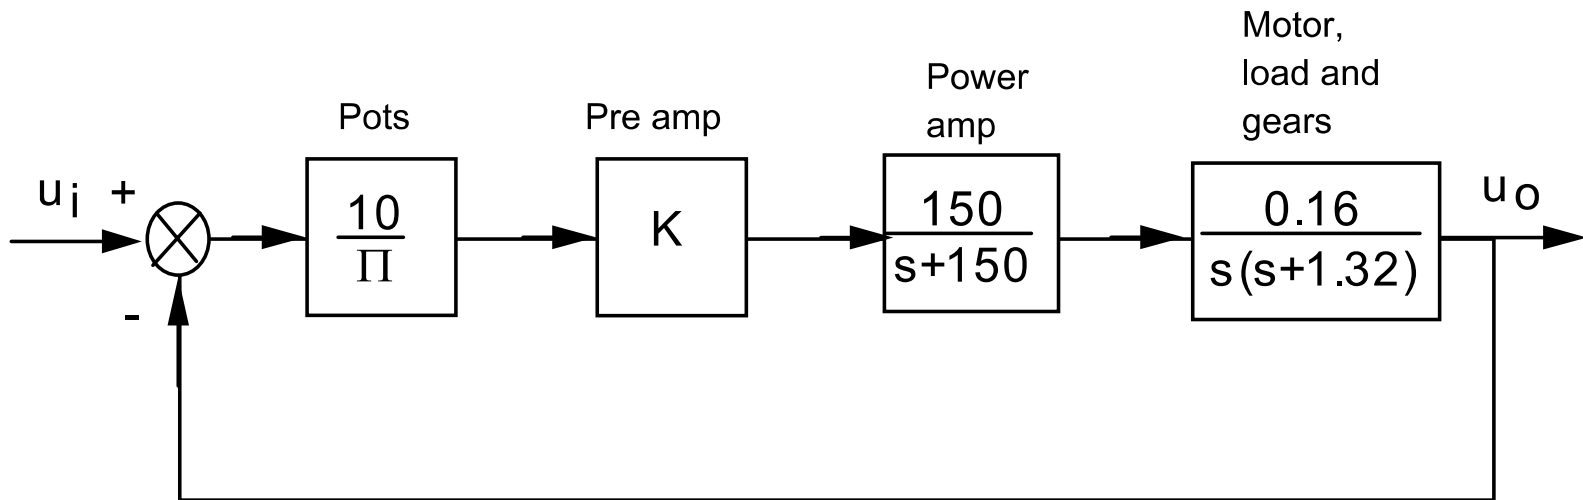 Motor,
load and
gears
Power
amp
Pots
Pre amp
u i +
10
Π
K
150
s+150
0.16
s(s+1.32)
u o
-